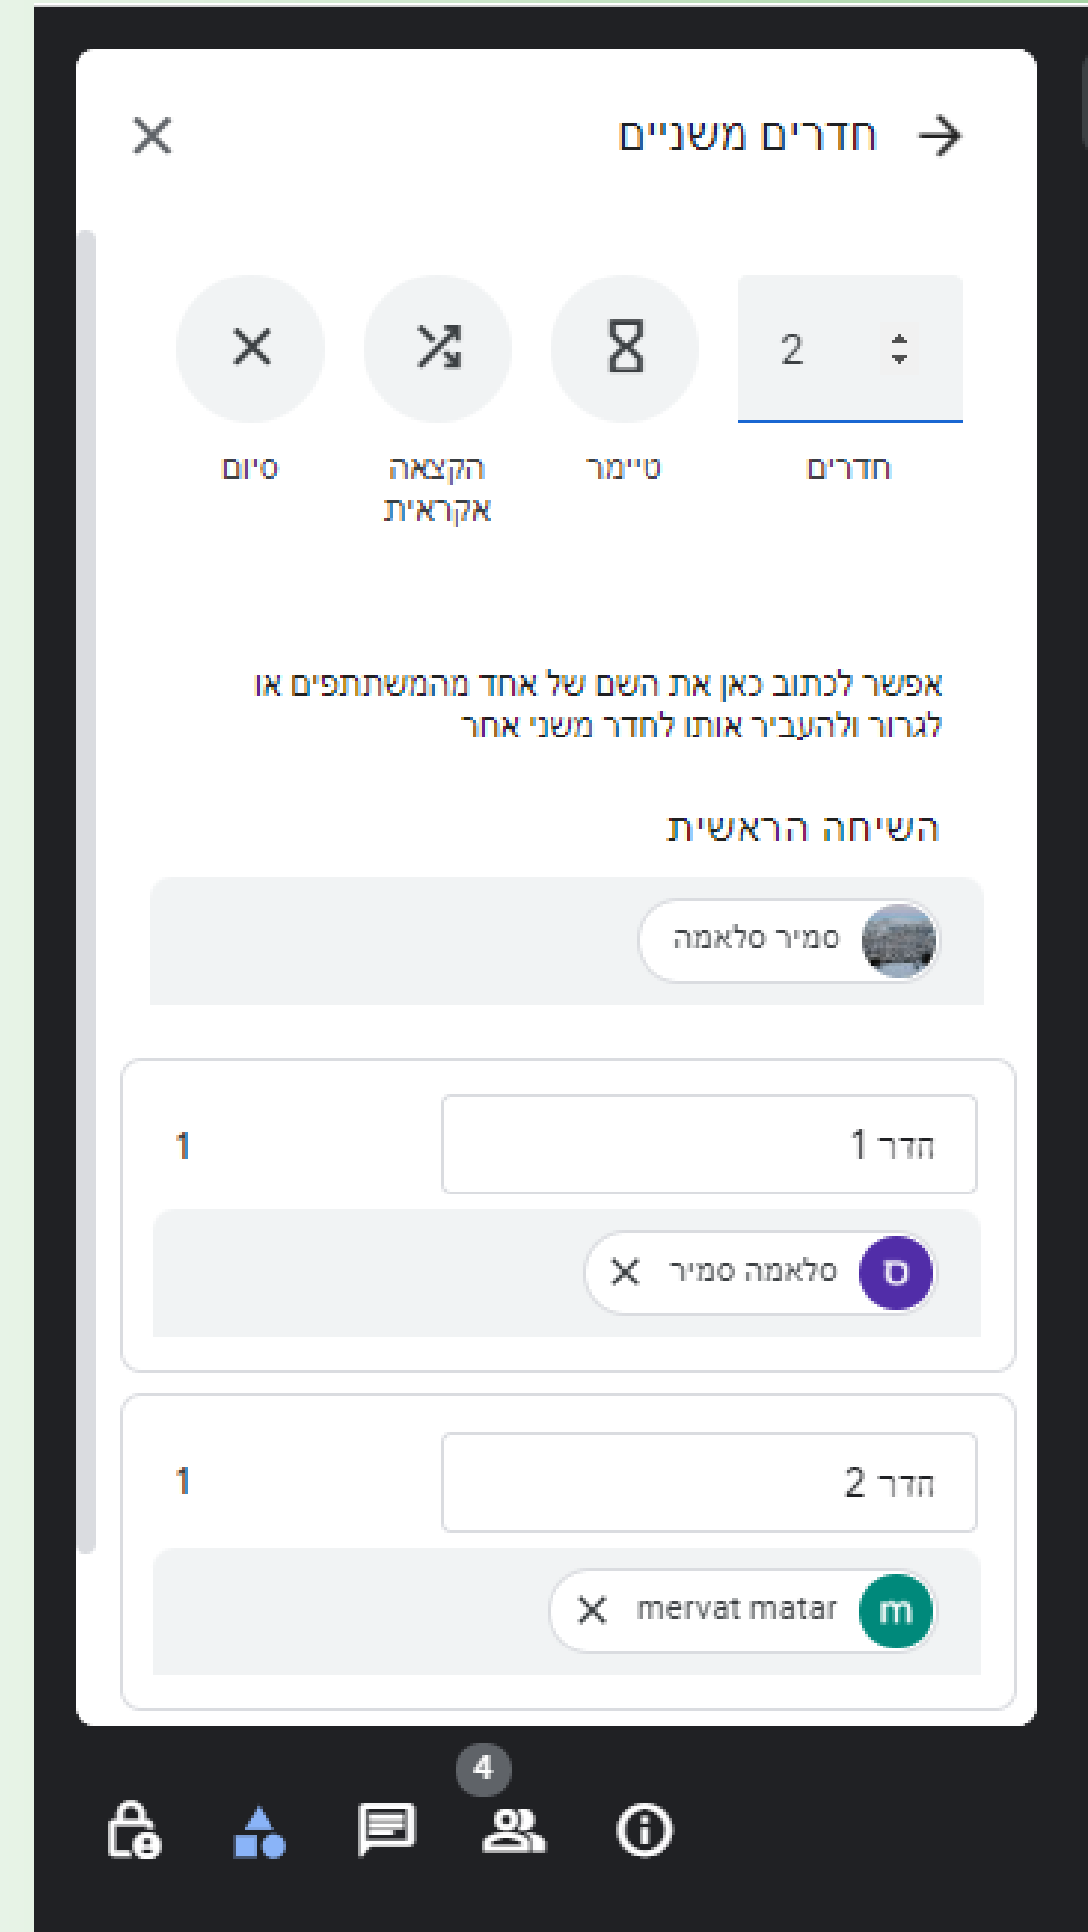 חדרים משניים
2
חדרים
טיימר
הקצאה
אקראית
סיום
אפשר לכתוב כאן את השם של אחד מהמשתתפים או
לגרור ולהעביר אותו לחדר משני אחר
השיחה הראשית
סמיר סלאמה
חדר 1
1
ס
סלאמה סמיר
חדר 2
1
m
mervat matar
4